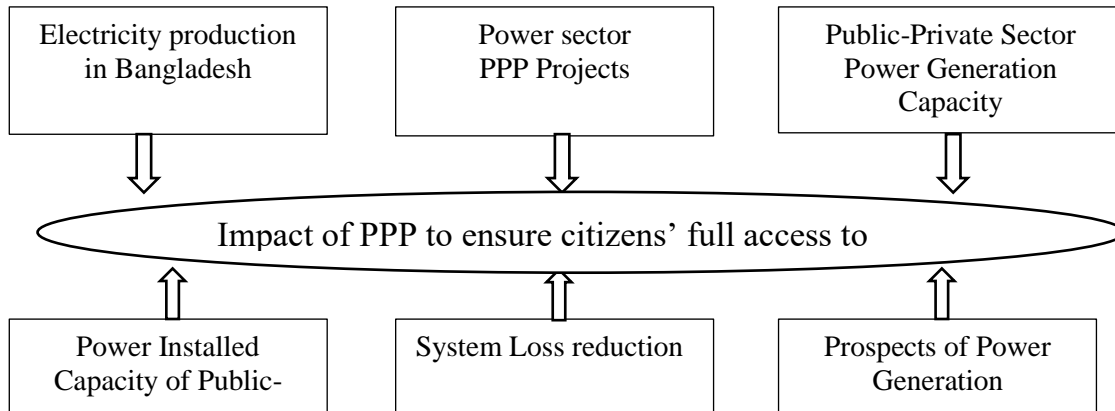 Electricity production
in Bangladesh
Power sector
PPP Projects
Public-Private Sector
Power Generation
Capacity
Impact of PPP to ensure citizens’ full access to
Power Installed
Capacity of Public-
System Loss reduction
Prospects of Power
Generation